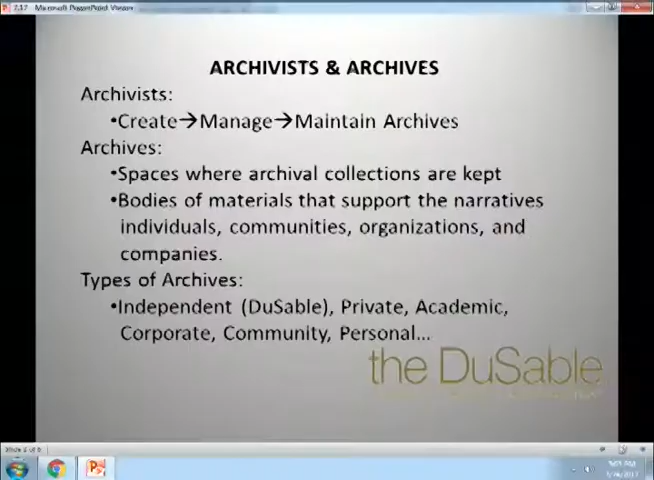 Microsoft PowerPoint Viewer
ARCHIVISTS & ARCHIVES
Archivists:
•Create→Manage→Maintain Archives
Archives:
•Spaces where archival collections are kept
•Bodies of materials that support the narratives
individuals, communities, organizations, and
companies.
Types of Archives:
•Independent (DuSable), Private, Academic,
Corporate, Community, Personal...
the DuSable